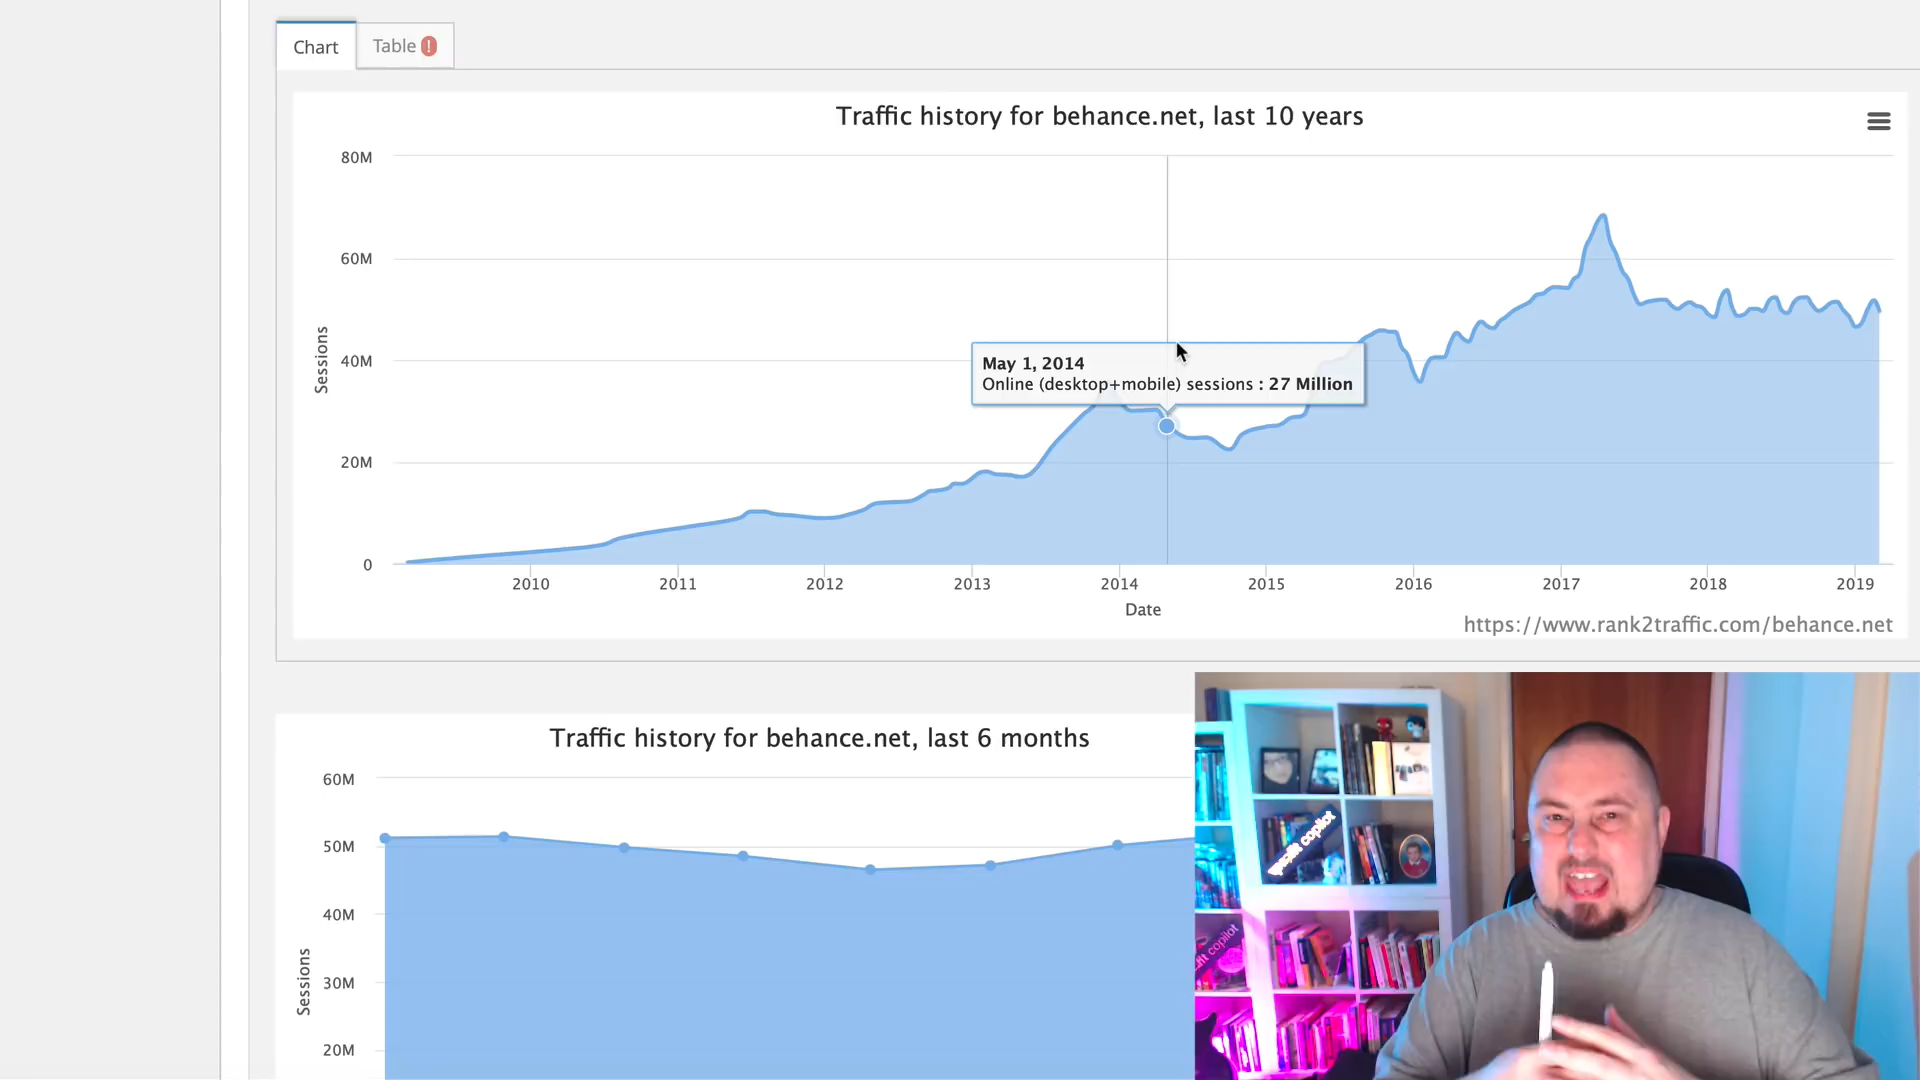 Chart
Table !
Traffic history for behance.net, last 10 years
80M
60M
40M
20M
0
Sessions
May 1, 2014
Online (desktop+mobile) sessions : 27 Million
2010 2011 2012 2013 2014 2015 2016 2017 2018 2019
Date
https://www.rank2traffic.com/behance.net
Traffic history for behance.net, last 6 months
60M
50M
40M
30M
20M
Sessions
copilot
copilot